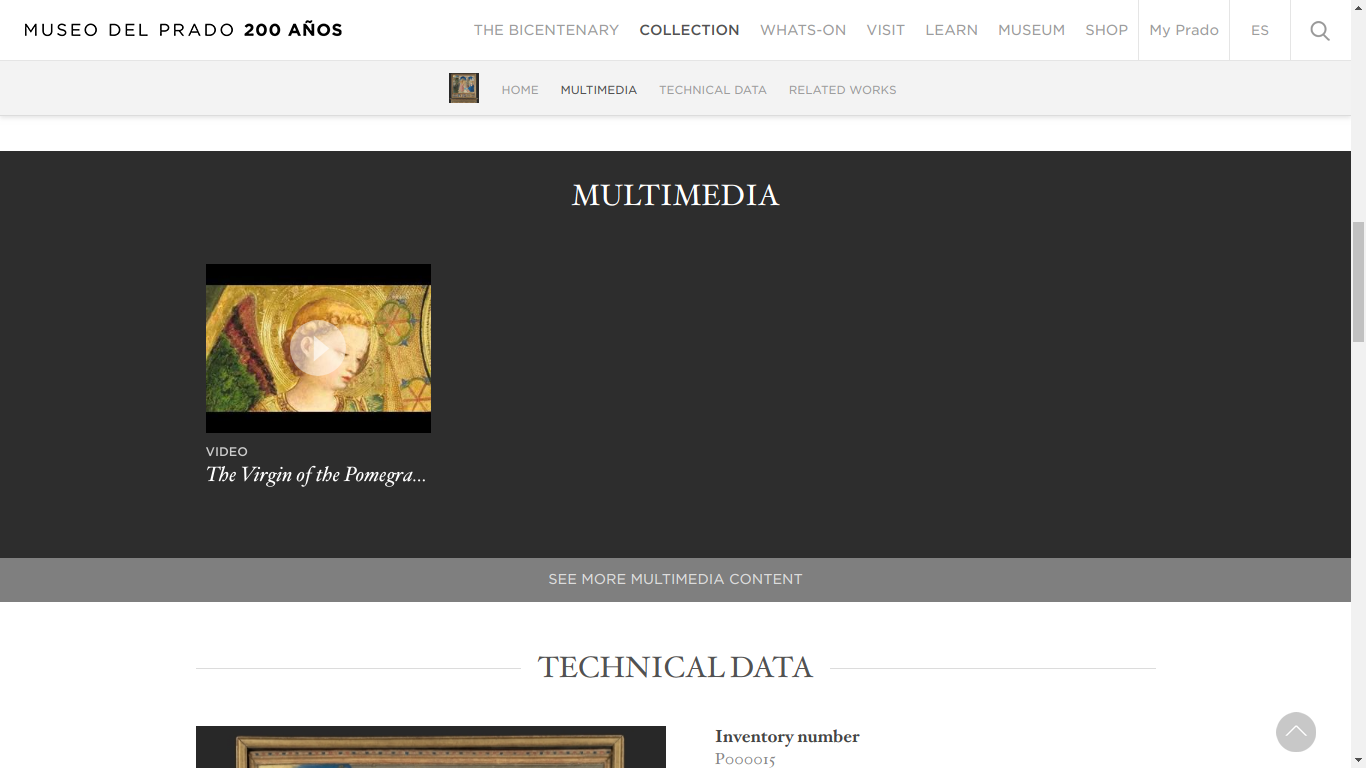 MUSEO DEL PRADO 200 AÑOS
THE BICENTENARY COLLECTION WHATS-ON VISIT LEARN MUSEUM SHOP My Prado ES
HOME MULTIMEDIA TECHNICAL DATA RELATED WORKS
MULTIMEDIA
VIDEO
The Virgin of the Pomegra...
SEE MORE MULTIMEDIA CONTENT
TECHNICAL DATA
Inventory number
P000015